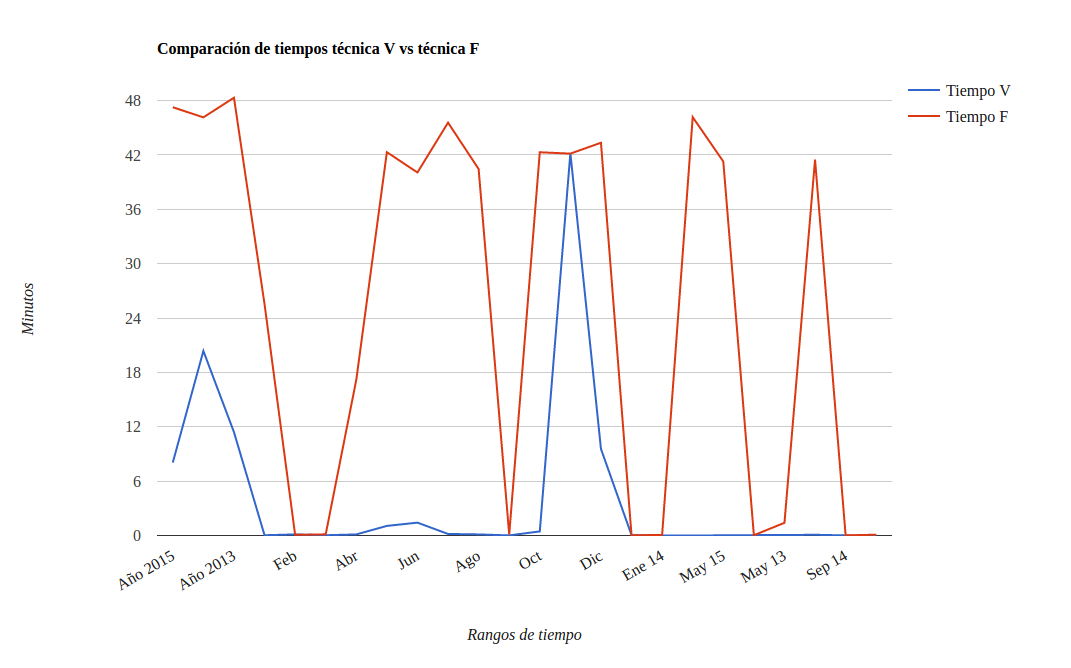 Comparación de tiempos técnica V vs técnica F
Tiempo V
Tiempo F
48
42
36
30
24
18
12
6
0
Minutos
Año 2015
Año 2013
Feb
Abr
Jun
Ago
Oct
Dic
Ene 14
May 15
May 13
Sep 14
Rangos de tiempo